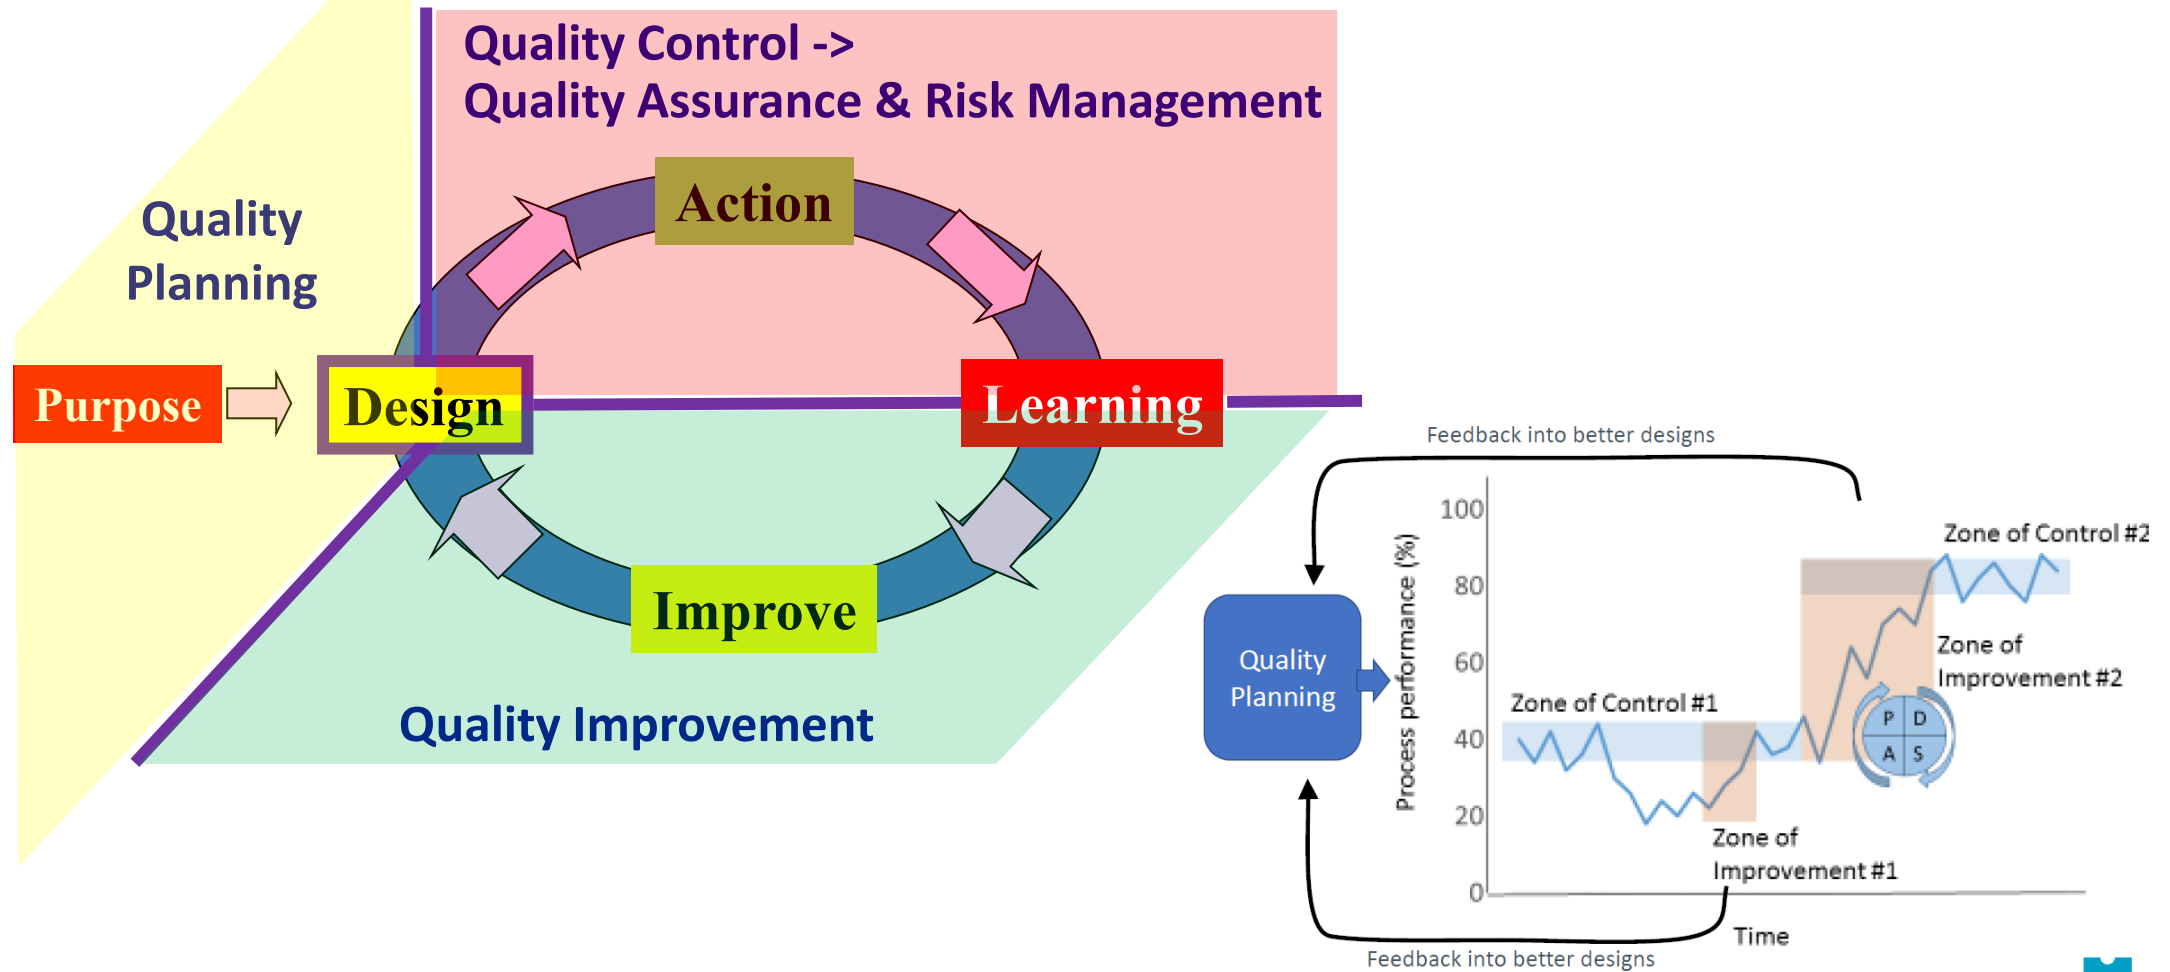 Quality Control ->
Quality Assurance & Risk Management
Action
Quality
Planning
Purpose
Design
Learning
Improve
Quality Improvement
Feedback into better designs
Quality
Planning
Process performance (%)
100
80
60
40
20
0
Zone of Control #2
Zone of
Improvement #2
Zone of Control #1
P D
A S
Zone of
Improvement #1
Time
Feedback into better designs